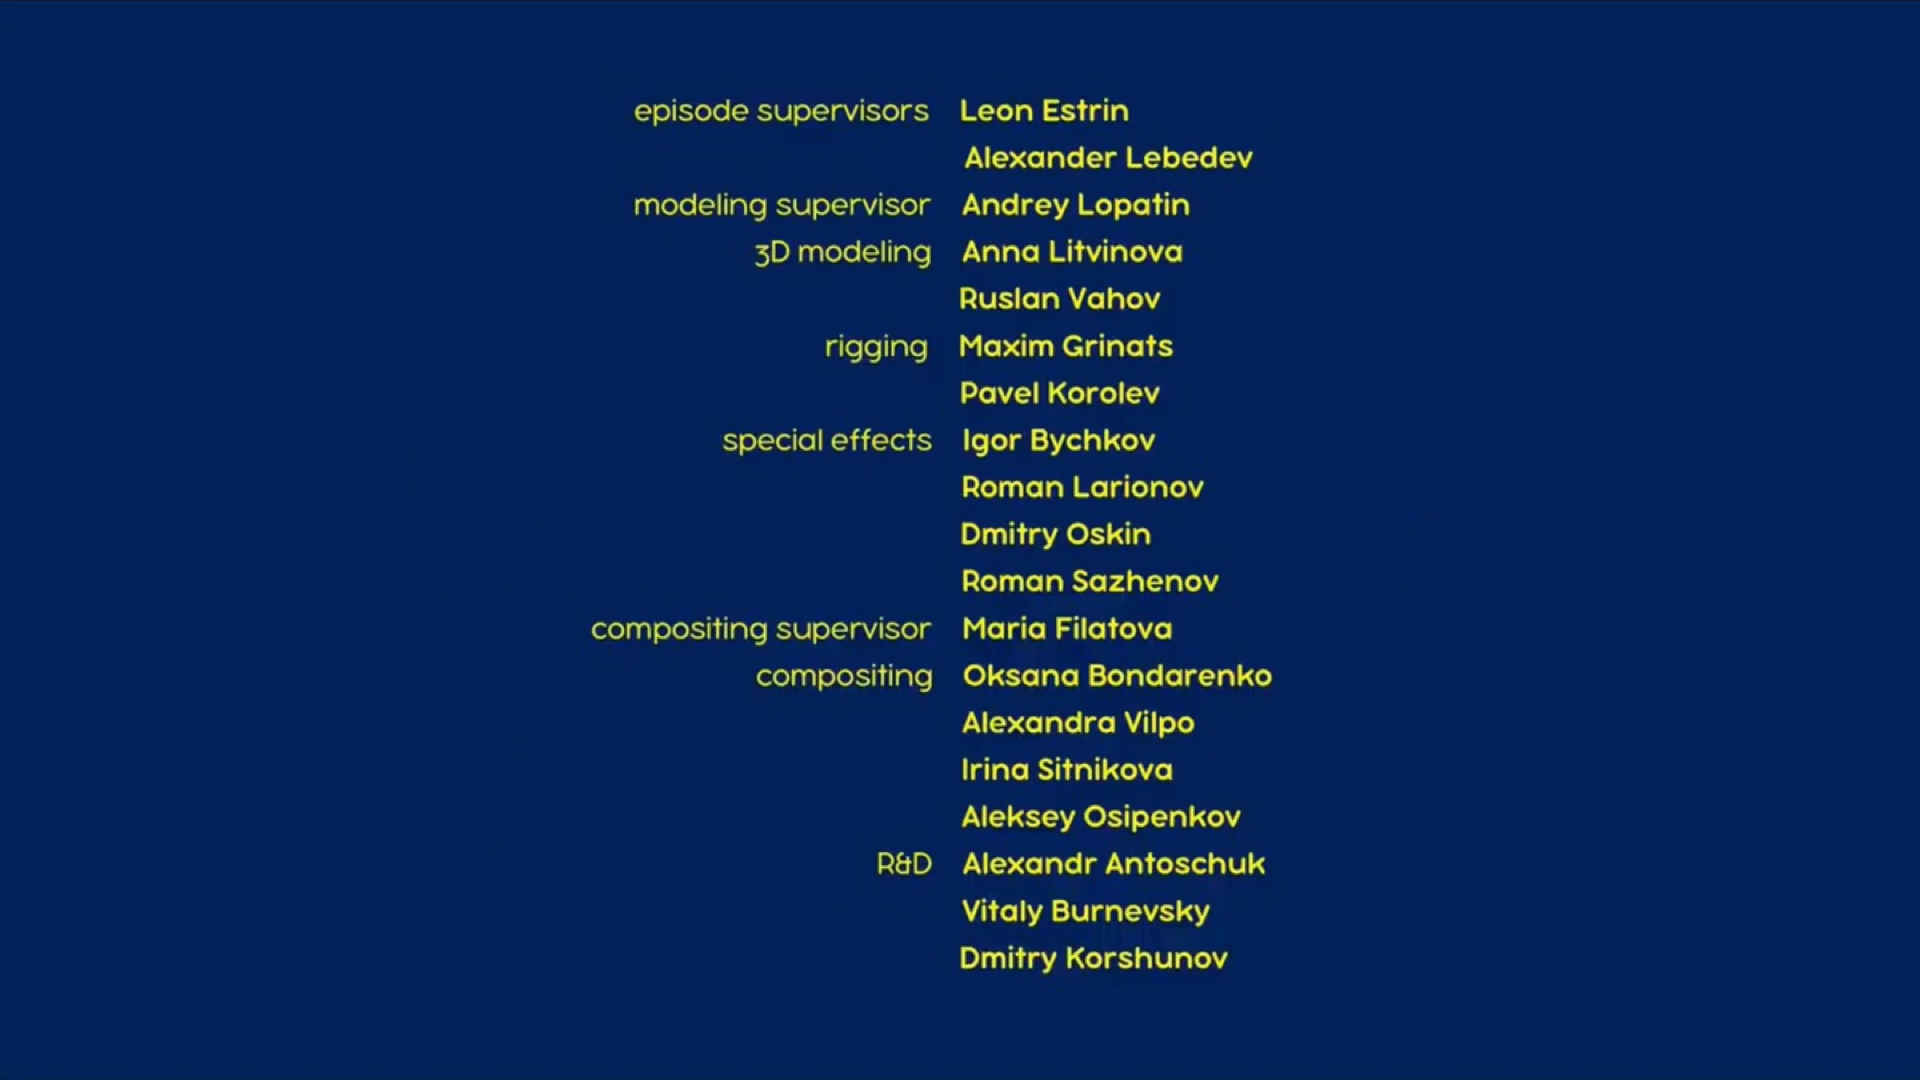 episode supervisors Leon Estrin
Alexander Lebedev
modeling supervisor Andrey Lopatin
3D modeling Anna Litvinova
Ruslan Vahov
rigging Maxim Grinats
Pavel Korolev
special effects Igor Bychkov
Roman Larionov
Dmitry Oskin
Roman Sazhenov
compositing supervisor Maria Filatova
compositing Oksana Bondarenko
Alexandra Vilpo
Irina Sitnikova
Aleksey Osipenkov
R&D Alexandr Antoschuk
Vitaly Burnevsky
Dmitry Korshunov